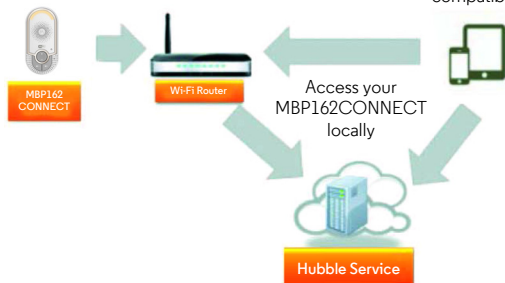 MBP162
CONNECT
Wi-Fi Router
Access your
MBP162CONNECT
locally
Hubble Service